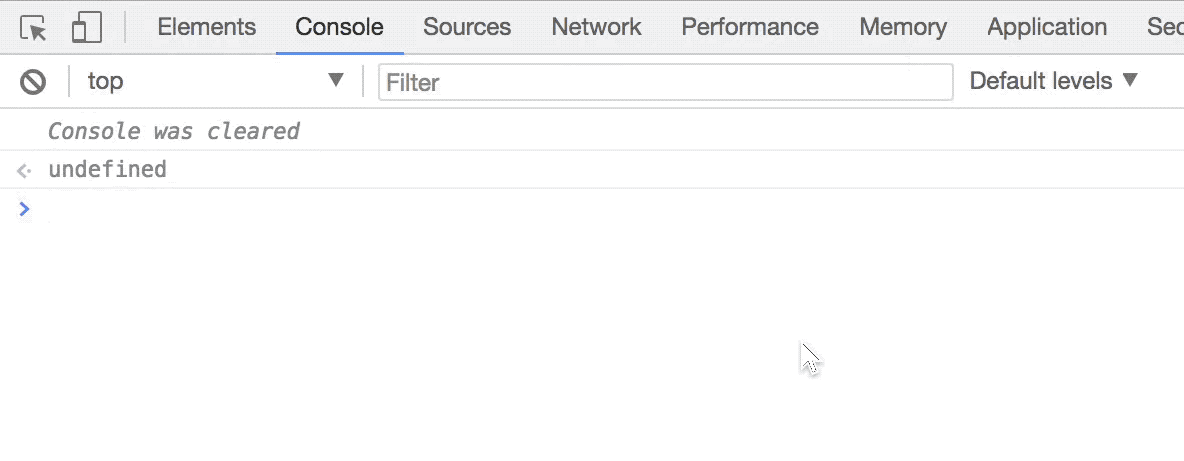 Elements Console Sources Network Performance Memory Application Sec
top Filter Default levels
Console was cleared
undefined